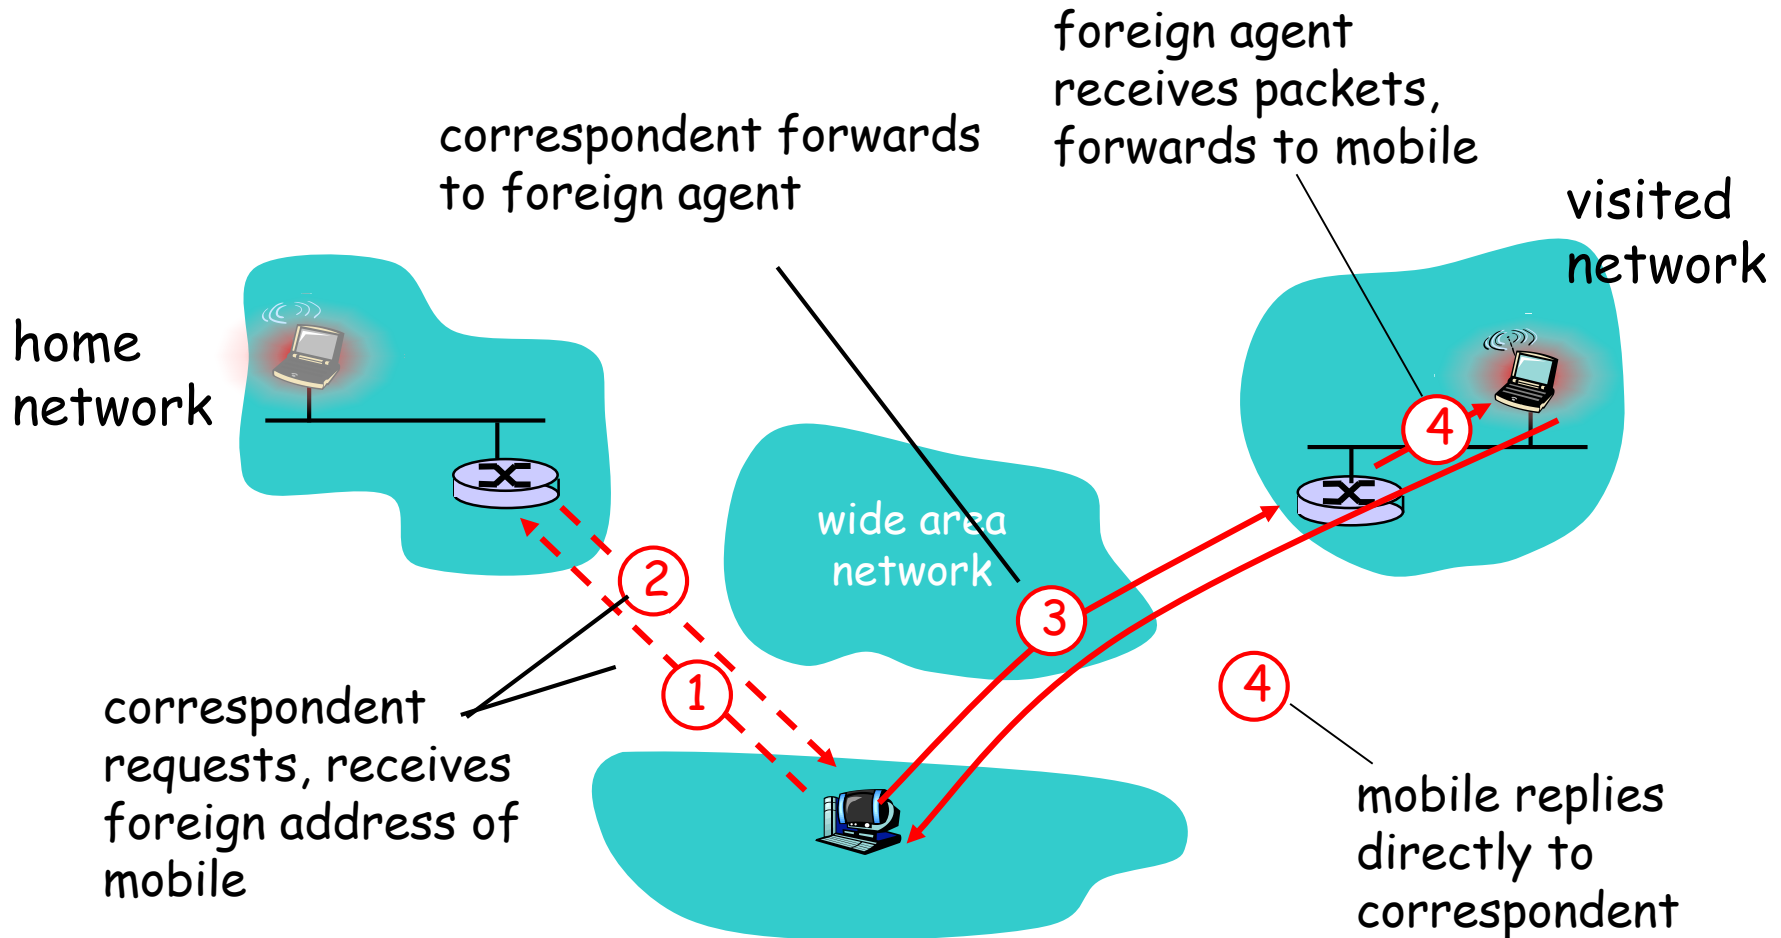 foreign agent
receives packets,
forwards to mobile
correspondent forwards
to foreign agent
visited
network
home
network
4
wide area
network
2
3
1
4
correspondent
requests, receives
foreign address of
mobile
mobile replies
directly to
correspondent